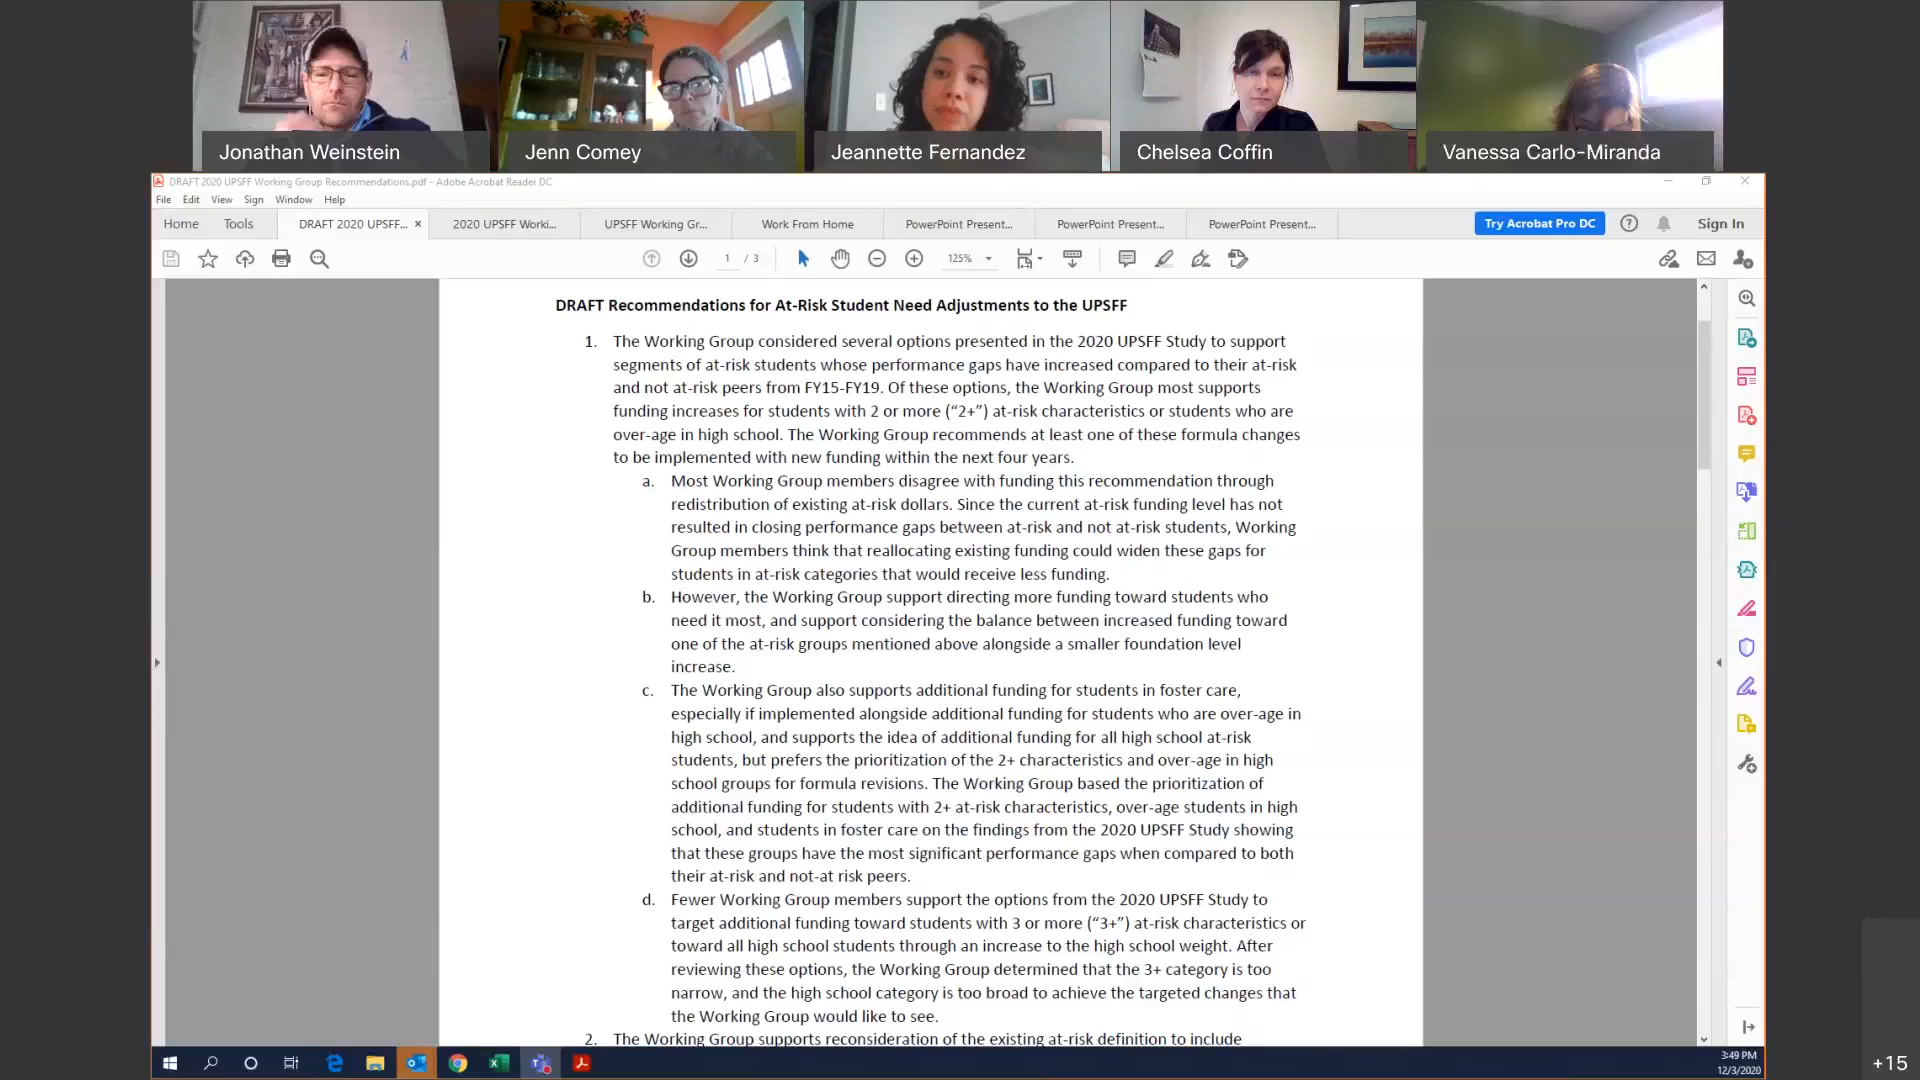 Jonathan Weinstein
Jenn Comey
Jeannette Fernandez
Chelsea Coffin
Vanessa Carlo-Miranda
DRAFT 2020 UPSFF Working Group Recommendations.pdf - Adobe Acrobat Reader DC
File Edit View Sign Window Help
Home Tools DRAFT 2020 UPSFF... × 2020 UPSFF Worki... UPSFF Working Gr... Work From Home PowerPoint Present... PowerPoint Present... PowerPoint Present... Try Acrobat Pro DC Sign In
1 / 3 125%
DRAFT Recommendations for At-Risk Student Need Adjustments to the UPSFF
1. The Working Group considered several options presented in the 2020 UPSFF Study to support
segments of at-risk students whose performance gaps have increased compared to their at-risk
and not at-risk peers from FY15-FY19. Of these options, the Working Group most supports
funding increases for students with 2 or more (“2+”) at-risk characteristics or students who are
over-age in high school. The Working Group recommends at least one of these formula changes
to be implemented with new funding within the next four years.
a. Most Working Group members disagree with funding this recommendation through
redistribution of existing at-risk dollars. Since the current at-risk funding level has not
resulted in closing performance gaps between at-risk and not at-risk students, Working
Group members think that reallocating existing funding could widen these gaps for
students in at-risk categories that would receive less funding.
b. However, the Working Group support directing more funding toward students who
need it most, and support considering the balance between increased funding toward
one of the at-risk groups mentioned above alongside a smaller foundation level
increase.
c. The Working Group also supports additional funding for students in foster care,
especially if implemented alongside additional funding for students who are over-age in
high school, and supports the idea of additional funding for all high school at-risk
students, but prefers the prioritization of the 2+ characteristics and over-age in high
school groups for formula revisions. The Working Group based the prioritization of
additional funding for students with 2+ at-risk characteristics, over-age students in high
school, and students in foster care on the findings from the 2020 UPSFF Study showing
that these groups have the most significant performance gaps when compared to both
their at-risk and not-at risk peers.
d. Fewer Working Group members support the options from the 2020 UPSFF Study to
target additional funding toward students with 3 or more (“3+”) at-risk characteristics or
toward all high school students through an increase to the high school weight. After
reviewing these options, the Working Group determined that the 3+ category is too
narrow, and the high school category is too broad to achieve the targeted changes that
the Working Group would like to see.
2. The Working Group supports reconsideration of the existing at-risk definition to include
3:49 PM
12/3/2020
+15